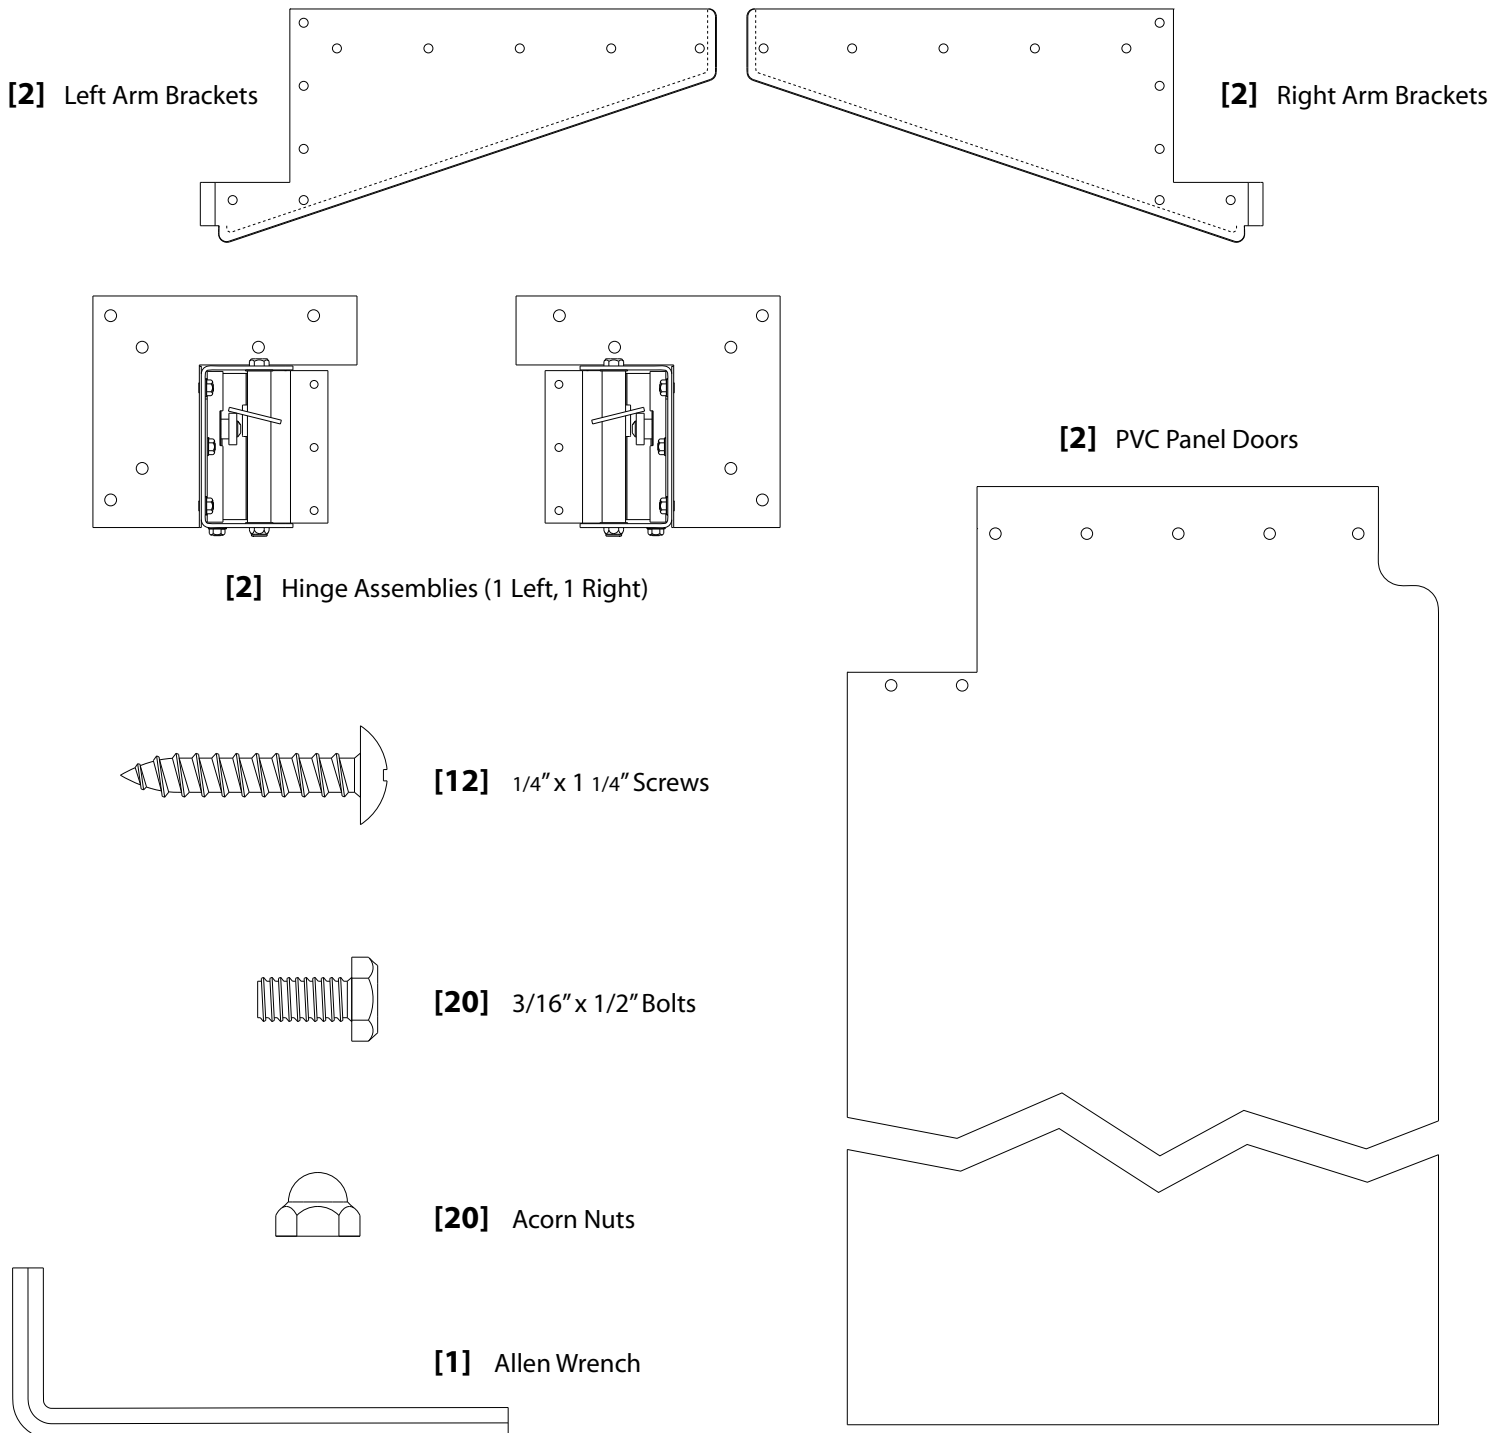 [2] Left Arm Brackets
[2] Right Arm Brackets
[2] PVC Panel Doors
[2] Hinge Assemblies (1 Left, 1 Right)
[12] 1/4” x 1 1/4” Screws
[20] 3/16” x 1/2” Bolts
[20] Acorn Nuts
[1] Allen Wrench